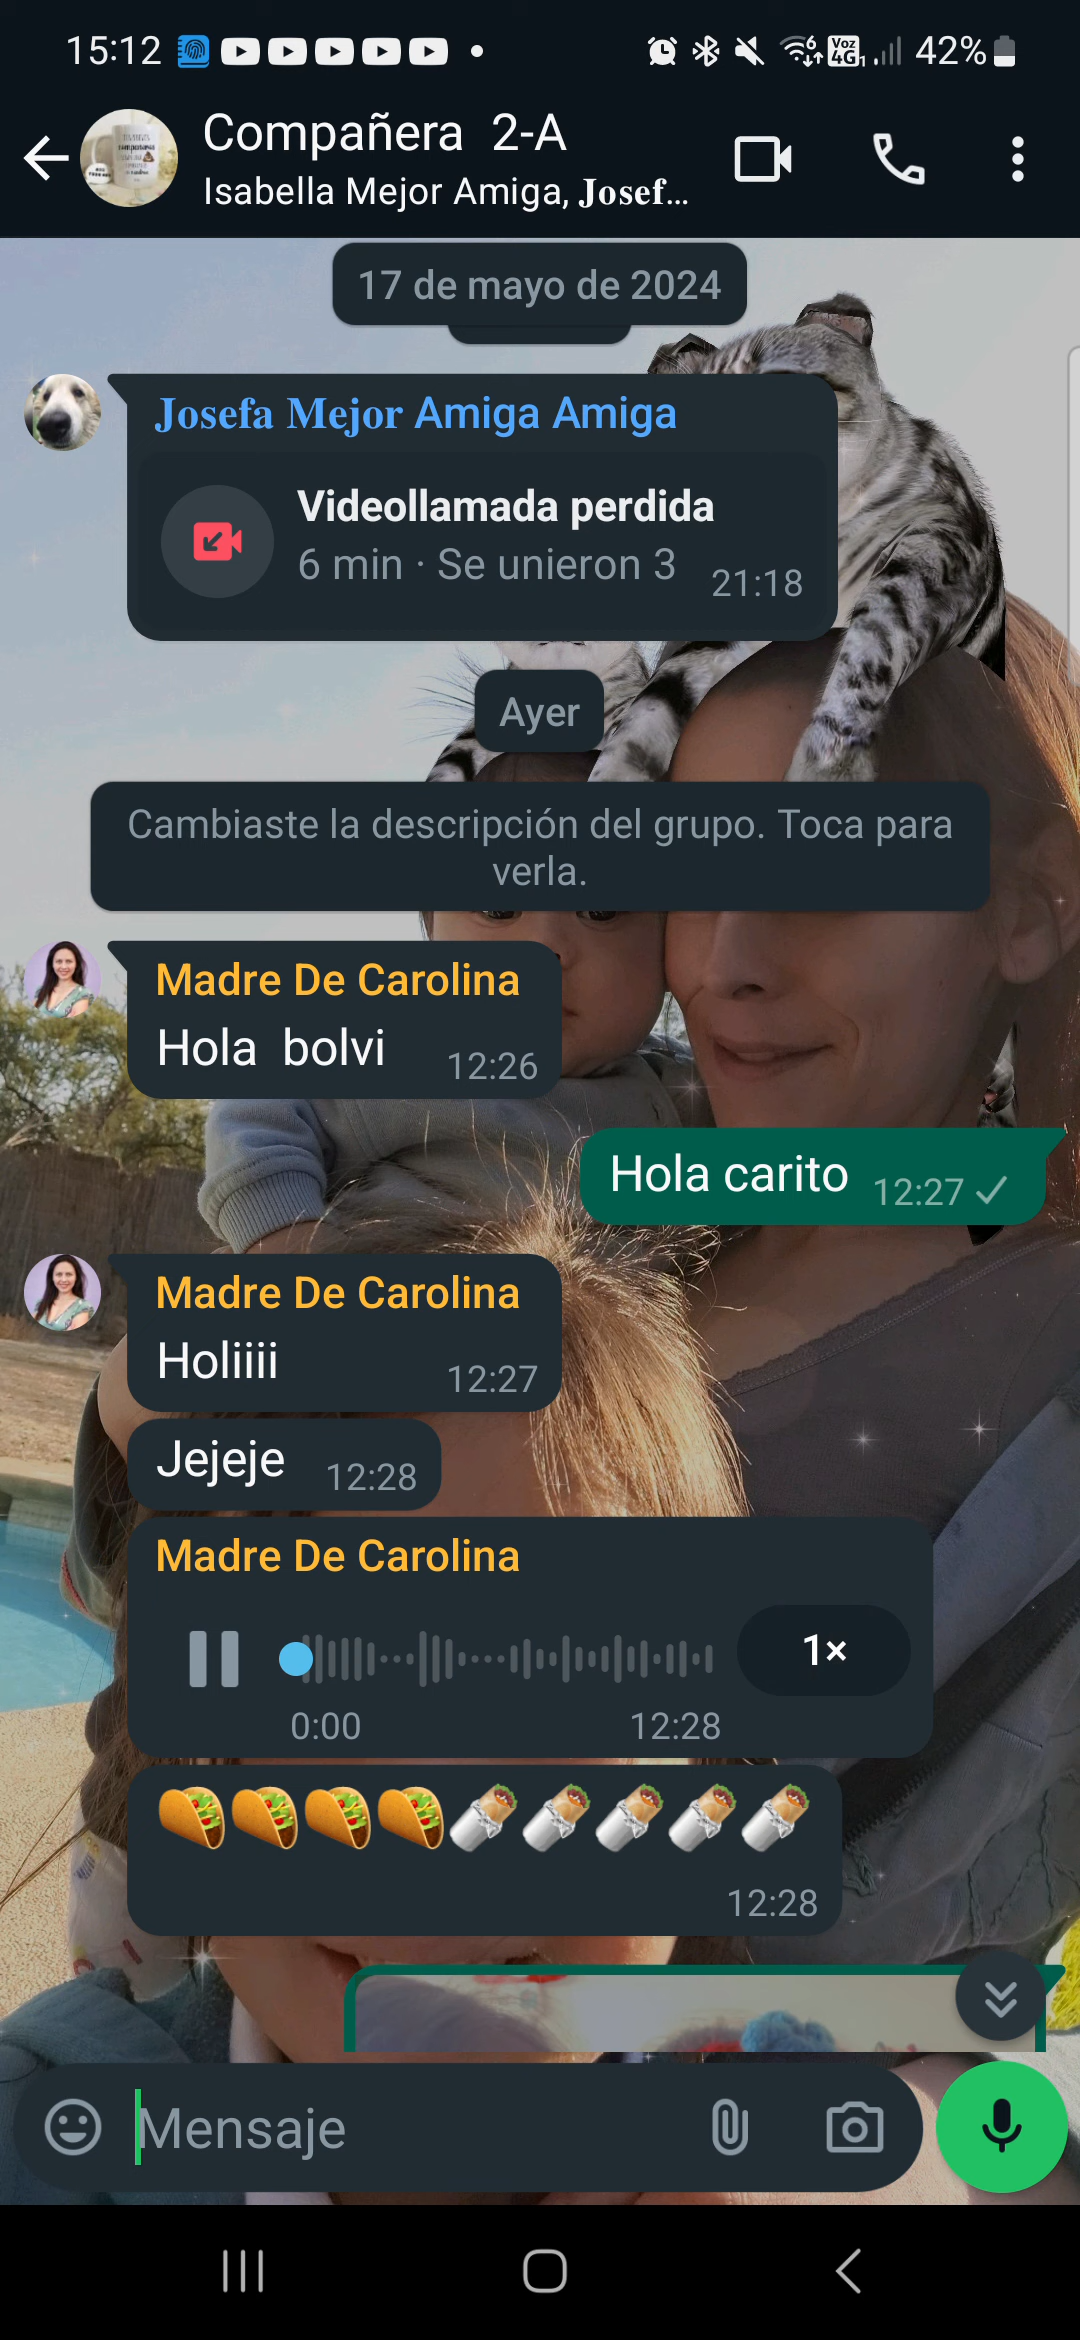 15:12
Voz 4G 1 42%
Compañera 2-A
Isabella Mejor Amiga, Josef...
17 de mayo de 2024
Josefa Mejor Amiga Amiga
Videollamada perdida
6 min · Se unieron 3 21:18
Ayer
Cambiaste la descripción del grupo. Toca para
verla.
Madre De Carolina
Hola bolvi 12:26
Hola carito 12:27
Madre De Carolina
Holiiii 12:27
Jejeje 12:28
Madre De Carolina
1×
0:00 12:28
🌮🌮🌮🌮🌯🌯🌯🌯🌯
12:28
Mensaje